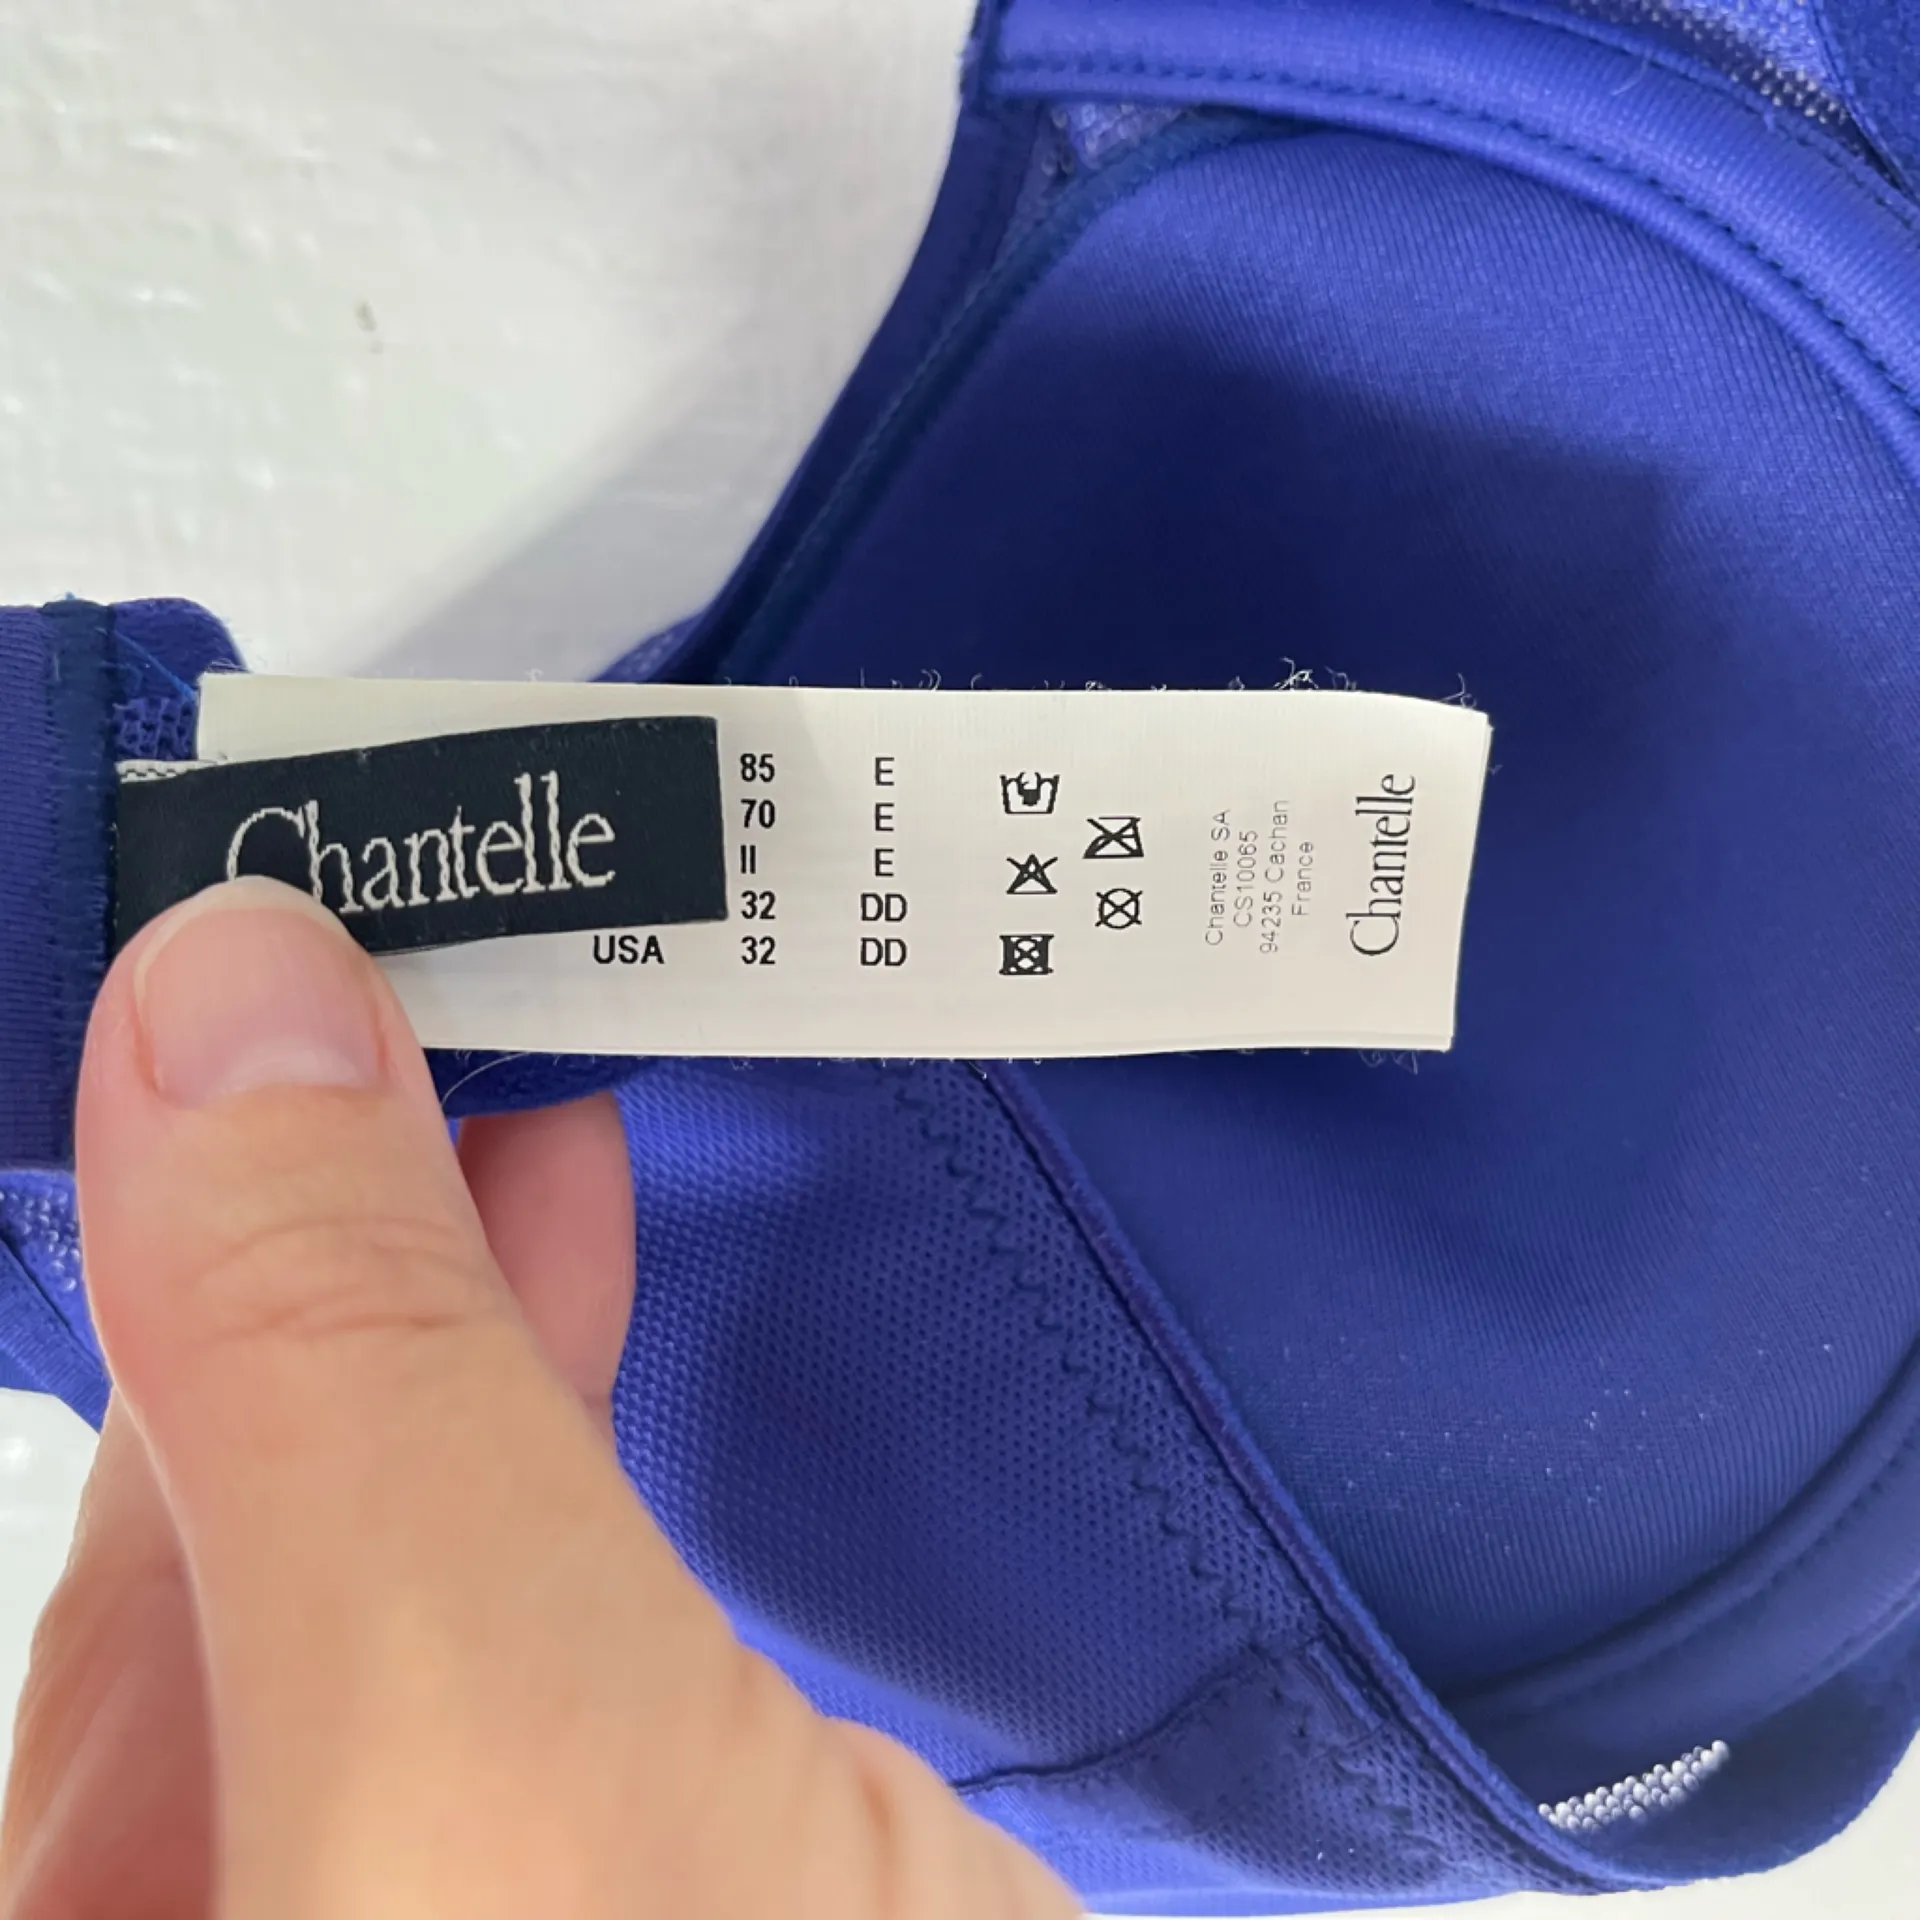 Chantelle
85 E
70 E
II E
32 DD
USA 32 DD
Chantelle SA
CS10065
94235 Cachan
France
Chantelle